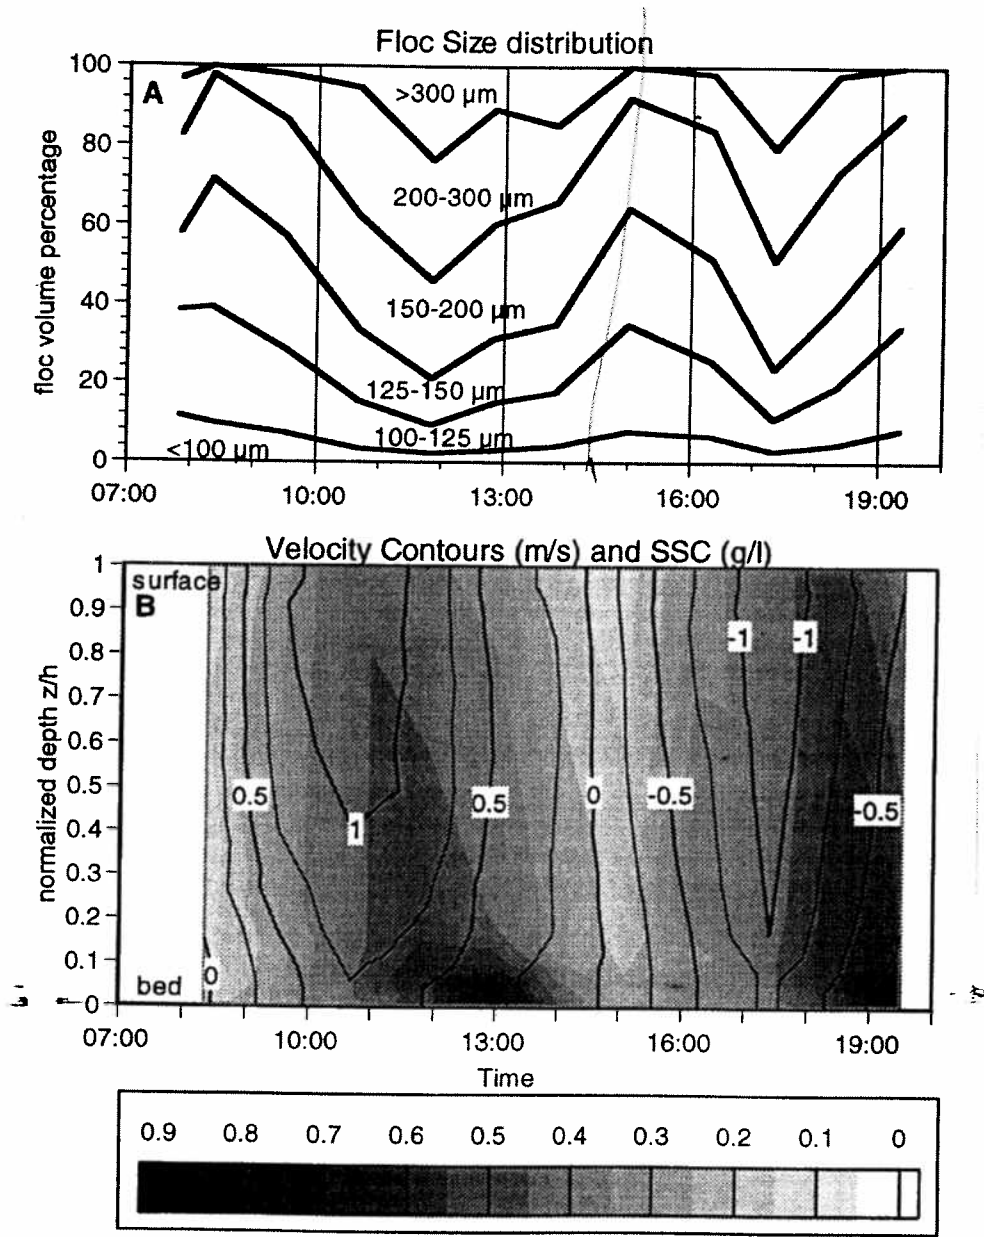 Floc Size distribution
floc volume percentage
100
80
60
40
20
0
A
>300 µm
200-300 µm
150-200 µm
125-150 µm
100-125 µm
<100 µm
07:00 10:00 13:00 16:00 19:00
Velocity Contours (m/s) and SSC (g/l)
normalized depth z/h
1
0.9
0.8
0.7
0.6
0.5
0.4
0.3
0.2
0.1
0
surface
B
-1 -1
0.5 0.5 0 -0.5 -0.5
1
0
bed
07:00 10:00 13:00 16:00 19:00
Time
0.9 0.8 0.7 0.6 0.5 0.4 0.3 0.2 0.1 0